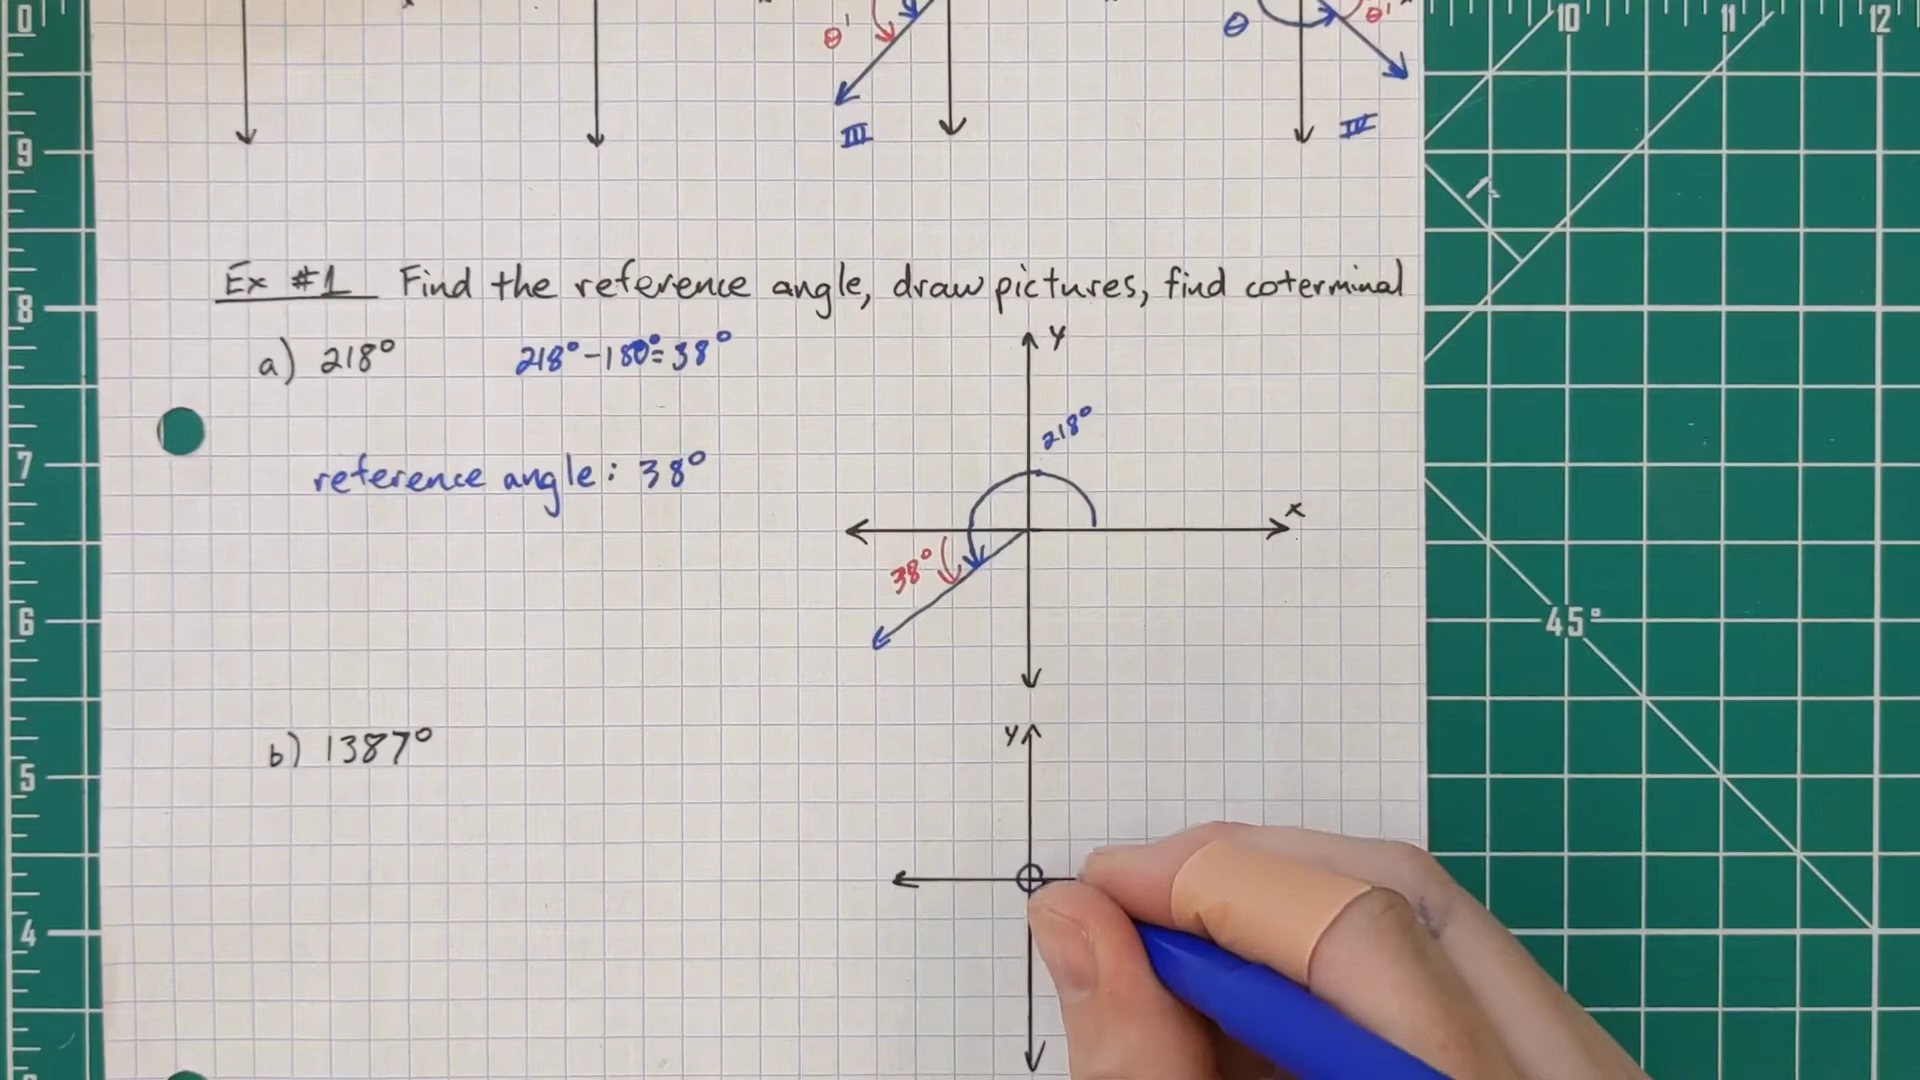 0 10 11 12
θ' θ θ'
III IV
9
Ex #1 Find the reference angle, draw pictures, find coterminal
8
a) 218° 218°-180°=38°
y
218°
7
reference angle: 38°
x
38°
6
45°
b) 1387°
y
5
4